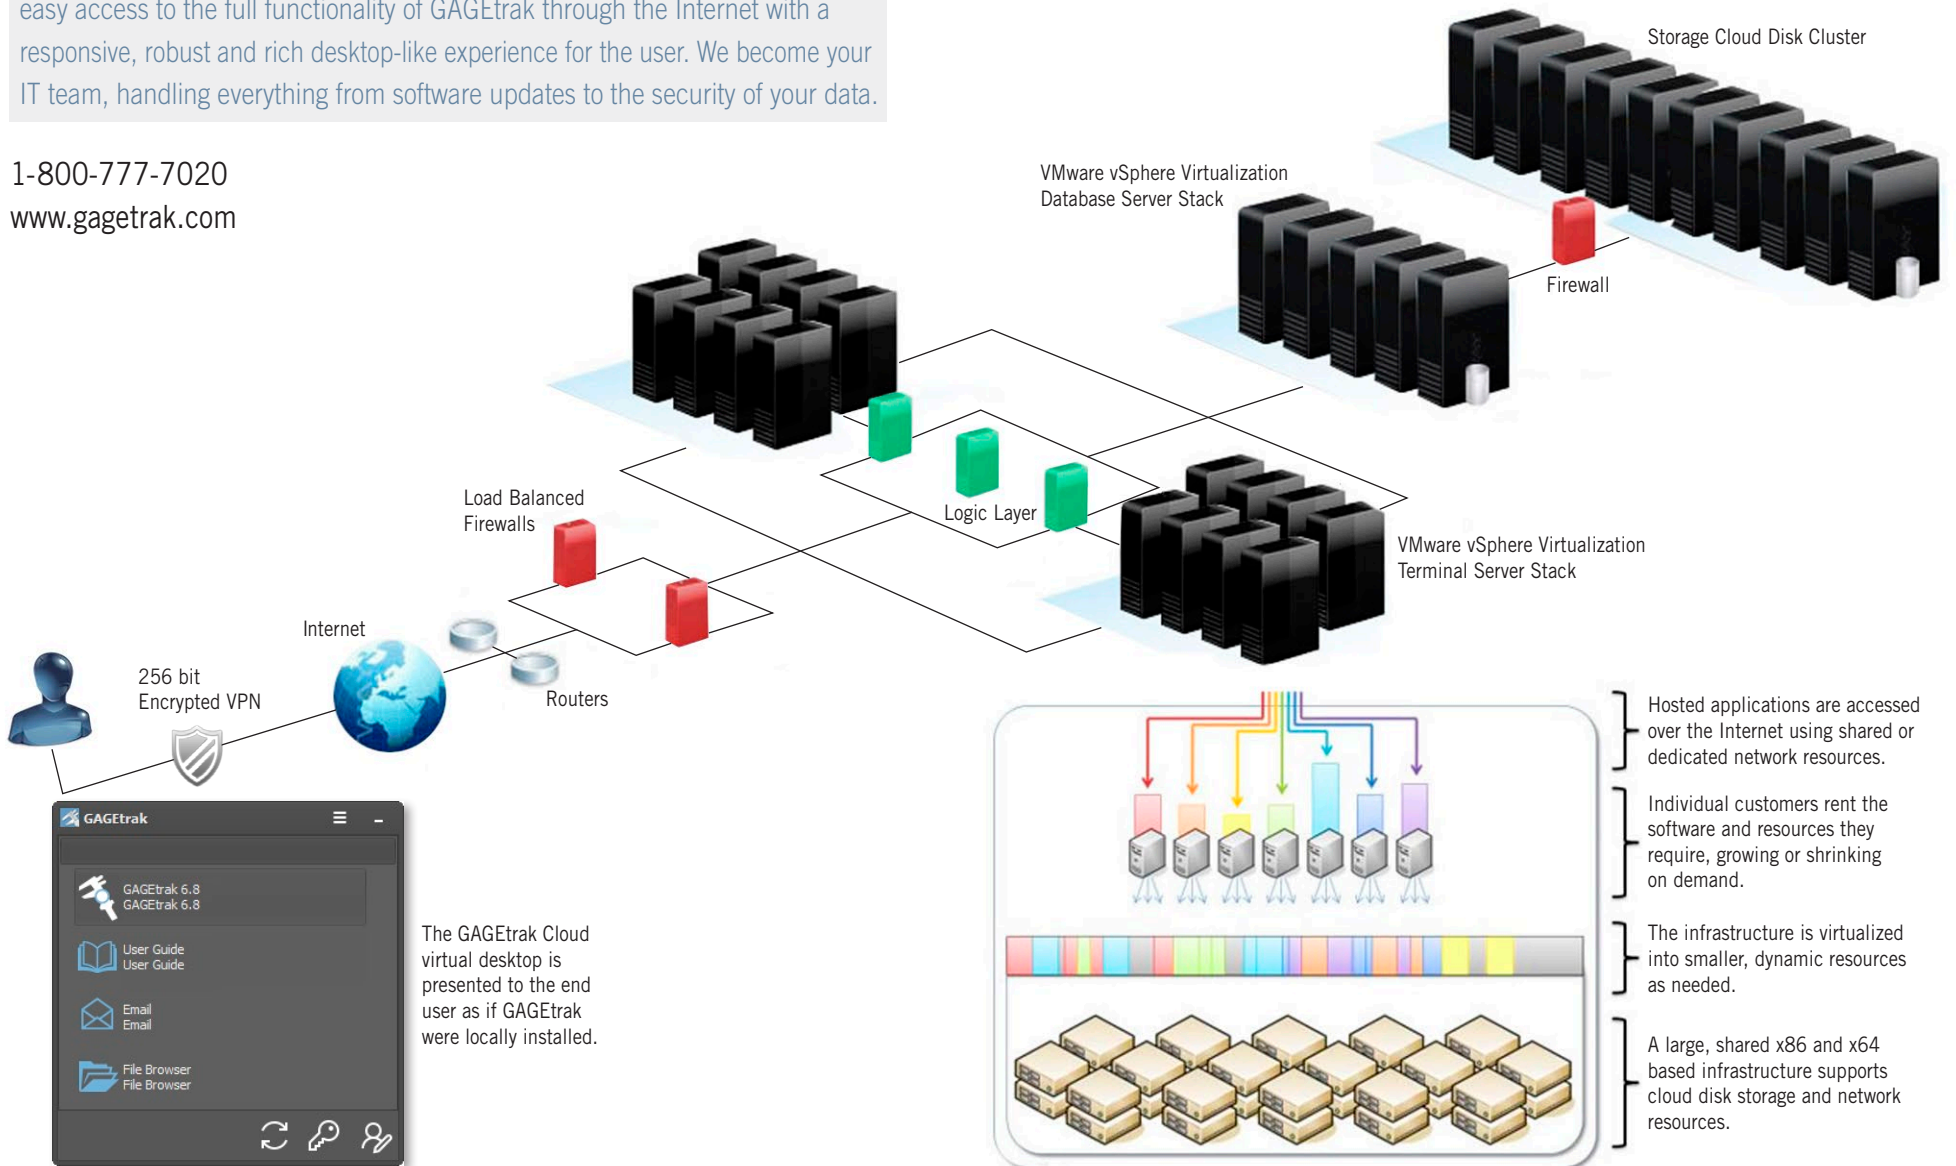 easy access to the full functionality of GAGEtrak through the Internet with a
responsive, robust and rich desktop-like experience for the user. We become your
IT team, handling everything from software updates to the security of your data.
1-800-777-7020
www.gagetrak.com
Storage Cloud Disk Cluster
VMware vSphere Virtualization
Database Server Stack
Firewall
Load Balanced
Firewalls
Logic Layer
VMware vSphere Virtualization
Terminal Server Stack
Internet
Routers
256 bit
Encrypted VPN
GAGEtrak
GAGEtrak 6.8
GAGEtrak 6.8
User Guide
User Guide
Email
Email
File Browser
File Browser
The GAGEtrak Cloud
virtual desktop is
presented to the end
user as if GAGEtrak
were locally installed.
Hosted applications are accessed
over the Internet using shared or
dedicated network resources.
Individual customers rent the
software and resources they
require, growing or shrinking
on demand.
The infrastructure is virtualized
into smaller, dynamic resources
as needed.
A large, shared x86 and x64
based infrastructure supports
cloud disk storage and network
resources.